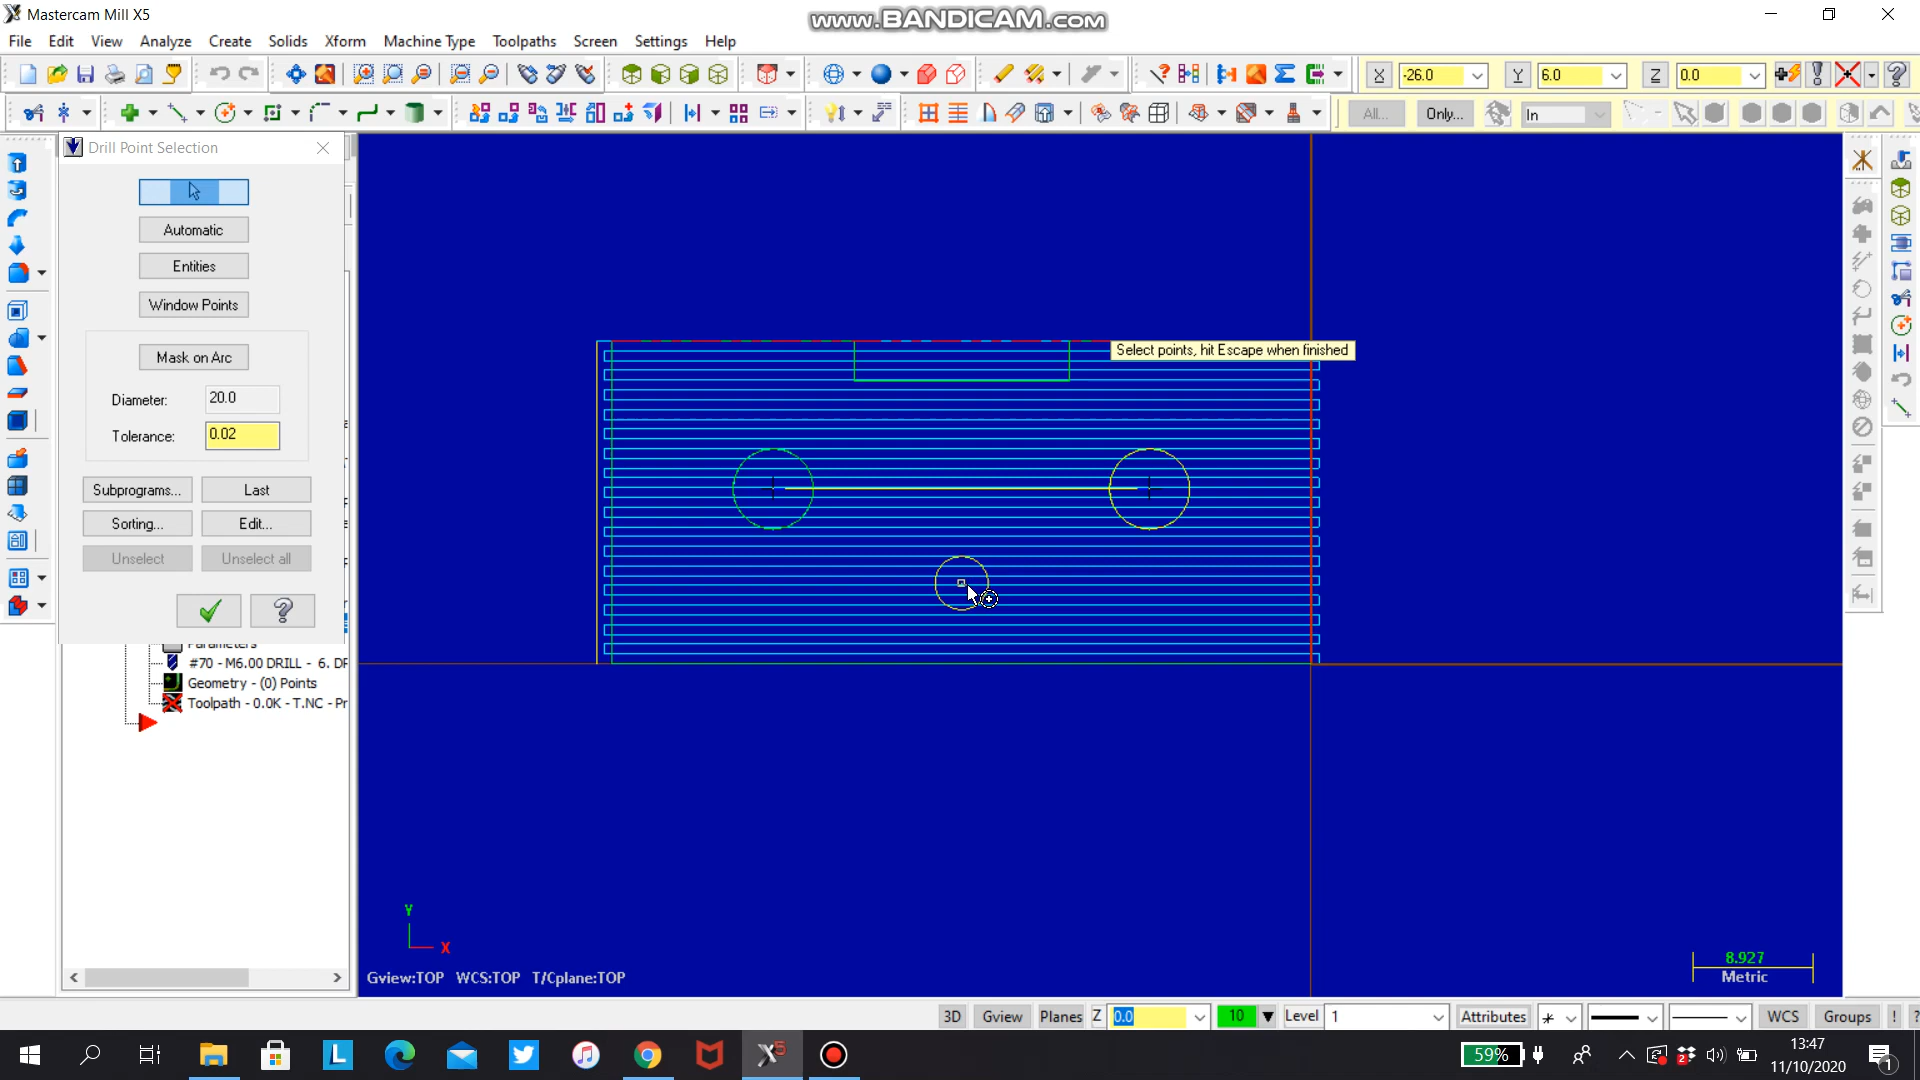 Mastercam Mill X5
www.BANDICAM.com
File Edit View Analyze Create Solids Xform Machine Type Toolpaths Screen Settings Help
X -26.0 Y 6.0 Z 0.0
All... Only... In
Drill Point Selection
Automatic
Entities
Window Points
Mask on Arc
Diameter: 20.0
Tolerance: 0.02
Subprograms... Last
Sorting... Edit...
Unselect Unselect all
Parameters
#70 - M6.00 DRILL - 6. DF
Geometry - (0) Points
Toolpath - 0.0K - T.NC - Pr
Select points, hit Escape when finished
Y
X
Gview:TOP WCS:TOP T/Cplane:TOP
8.927
Metric
3D Gview Planes Z 0.0 10 Level 1 Attributes WCS Groups ! ?
59% 13:47
11/10/2020